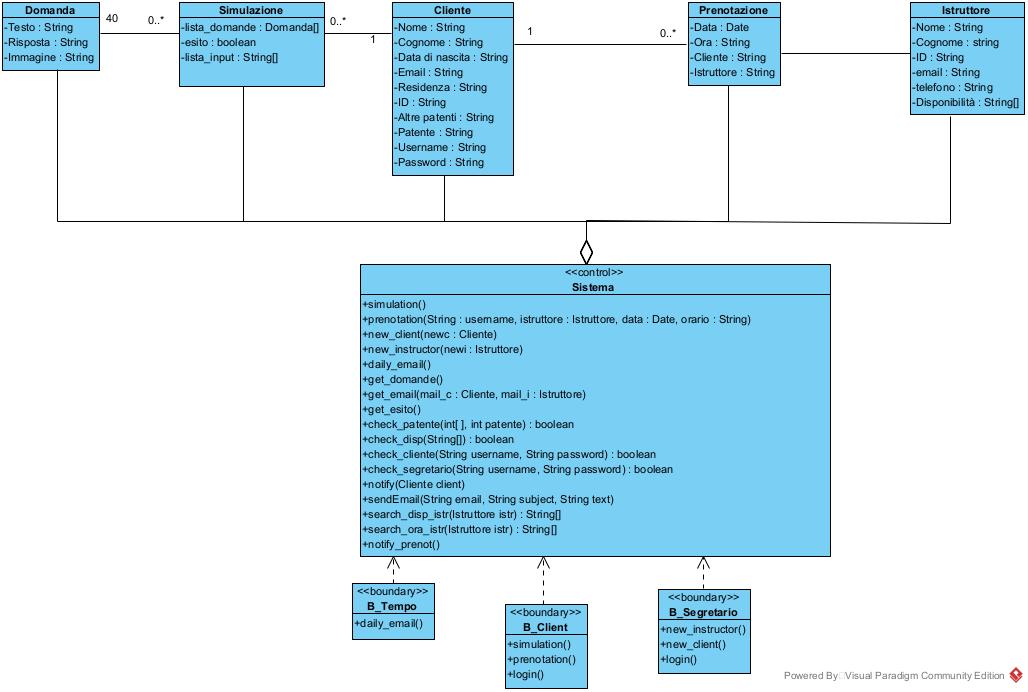 Domanda
-Testo : String
-Risposta : String
-Immagine : String
40
0..*
Simulazione
-lista_domande : Domanda[]
-esito : boolean
-lista_input : String[]
0..*
1
Cliente
-Nome : String
-Cognome : String
-Data di nascita : String
-Email : String
-Residenza : String
-ID : String
-Altre patenti : String
-Patente : String
-Username : String
-Password : String
1
0..*
Prenotazione
-Data : Date
-Ora : String
-Cliente : String
-Istruttore : String
Istruttore
-Nome : String
-Cognome : string
-ID : String
-email : String
-telefono : String
-Disponibilità : String[]
<<control>>
Sistema
+simulation()
+prenotation(String : username, istruttore : Istruttore, data : Date, orario : String)
+new_client(newc : Cliente)
+new_instructor(newi : Istruttore)
+daily_email()
+get_domande()
+get_email(mail_c : Cliente, mail_i : Istruttore)
+get_esito()
+check_patente(int[ ], int patente) : boolean
+check_disp(String[]) : boolean
+check_cliente(String username, String password) : boolean
+check_segretario(String username, String password) : boolean
+notify(Cliente client)
+sendEmail(String email, String subject, String text)
+search_disp_istr(Istruttore istr) : String[]
+search_ora_istr(Istruttore istr) : String[]
+notify_prenot()
<<boundary>>
B_Tempo
+daily_email()
<<boundary>>
B_Client
+simulation()
+prenotation()
+login()
<<boundary>>
B_Segretario
+new_instructor()
+new_client()
+login()
Powered By Visual Paradigm Community Edition